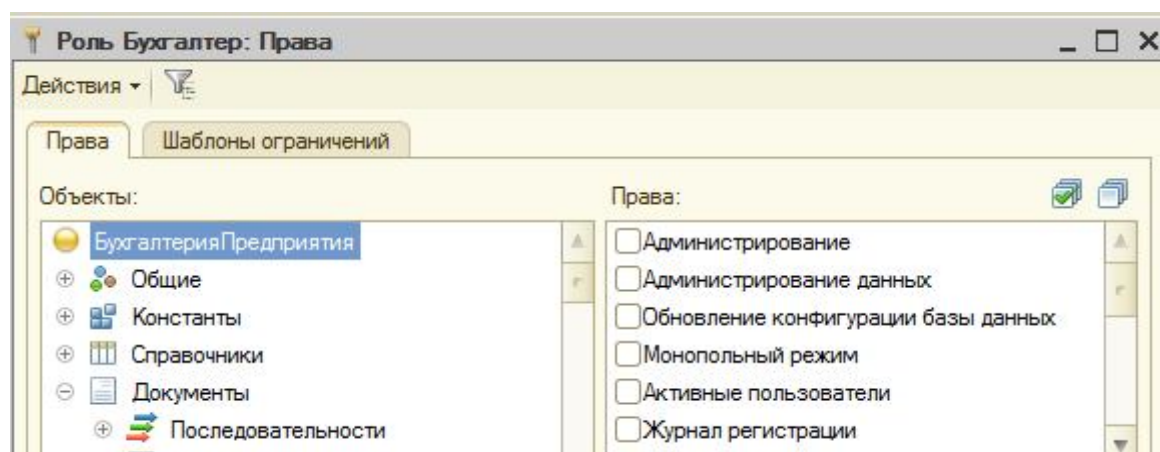 Роль Бухгалтер: Права
Действия
Права
Шаблоны ограничений
Объекты:
Права:
БухгалтерияПредприятия
Общие
Константы
Справочники
Документы
Последовательности
Администрирование
Администрирование данных
Обновление конфигурации базы данных
Монопольный режим
Активные пользователи
Журнал регистрации